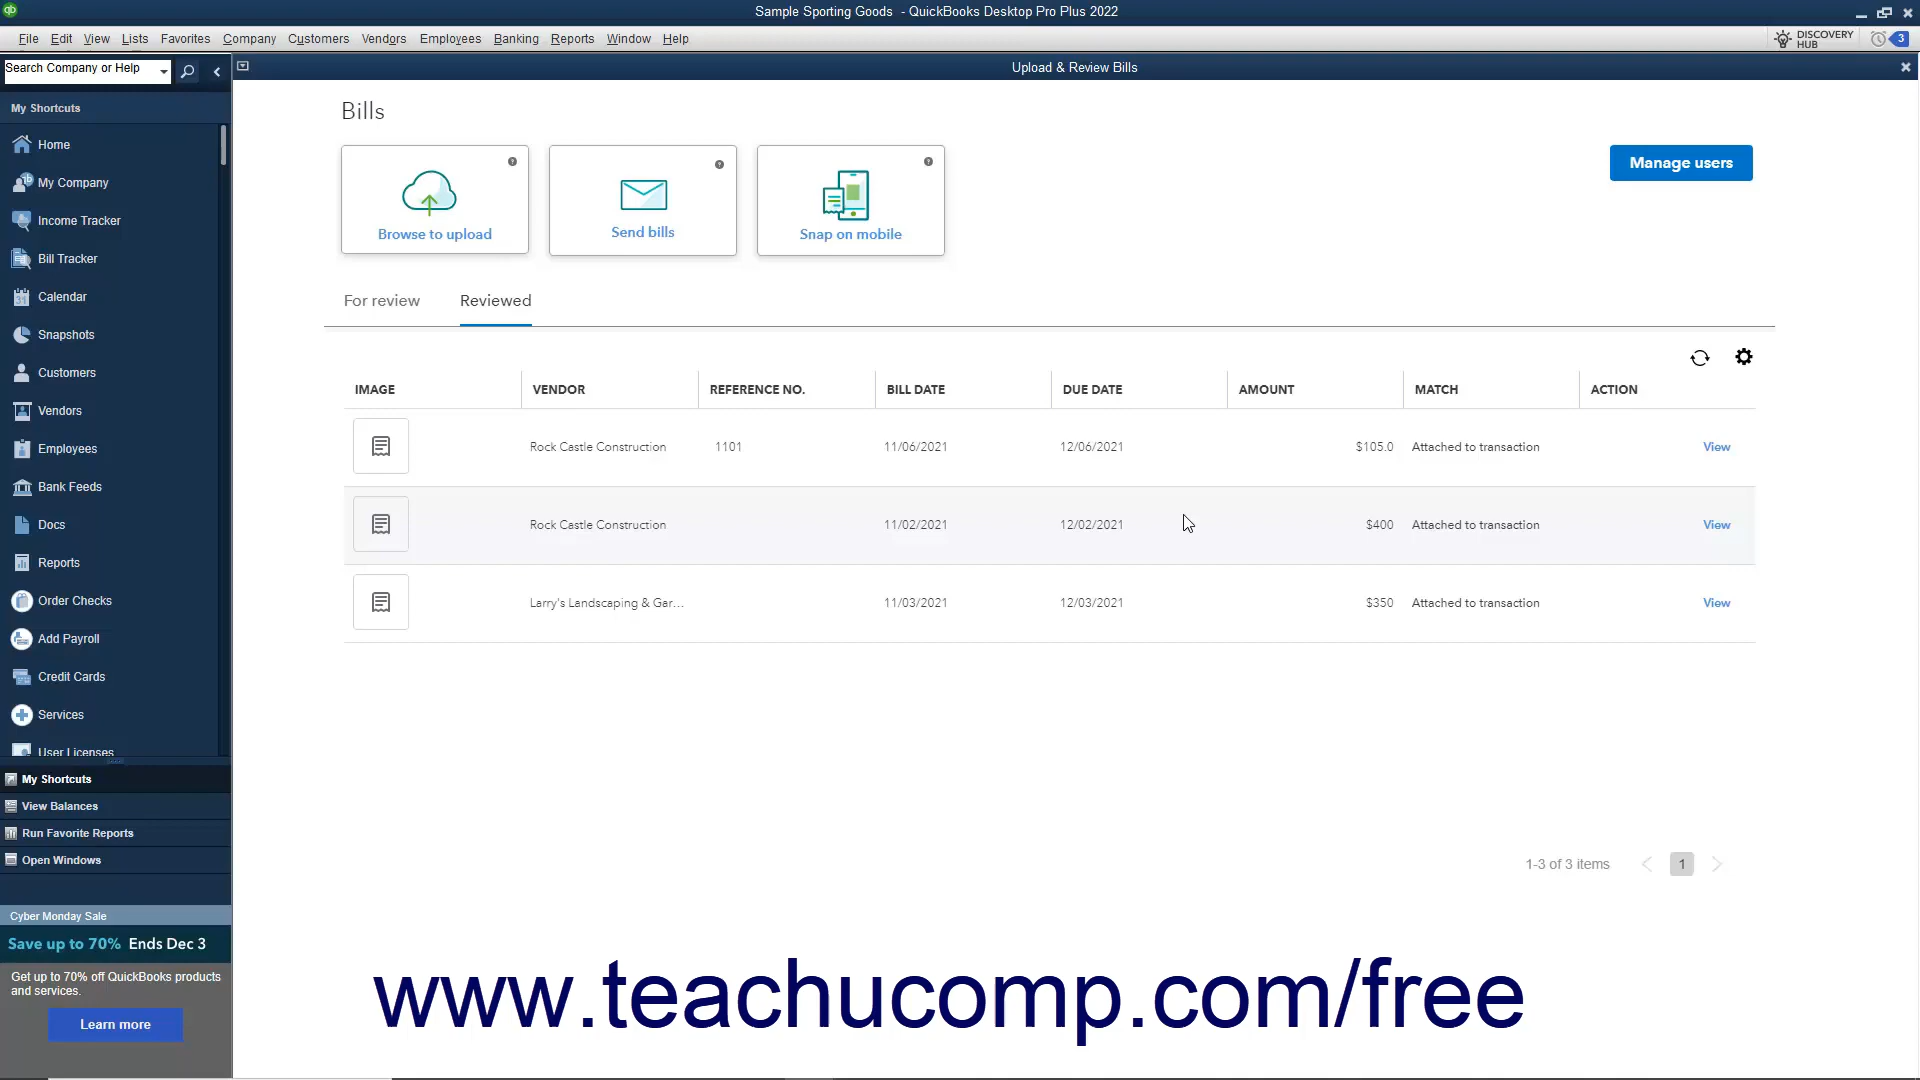 qb
Sample Sporting Goods - QuickBooks Desktop Pro Plus 2022
File Edit View Lists Favorites Company Customers Vendors Employees Banking Reports Window Help
DISCOVERY
HUB
3
Search Company or Help
Upload & Review Bills
My Shortcuts
Home
My Company
Income Tracker
Bill Tracker
Calendar
Snapshots
Customers
Vendors
Employees
Bank Feeds
Docs
Reports
Order Checks
Add Payroll
Credit Cards
Services
User Licenses
My Shortcuts
View Balances
Run Favorite Reports
Open Windows
Cyber Monday Sale
Save up to 70% Ends Dec 3
Get up to 70% off QuickBooks products
and services.
Learn more
Bills
Browse to upload
Send bills
Snap on mobile
Manage users
For review Reviewed
IMAGE VENDOR REFERENCE NO. BILL DATE DUE DATE AMOUNT MATCH ACTION
Rock Castle Construction 1101 11/06/2021 12/06/2021 $105.0 Attached to transaction View
Rock Castle Construction 11/02/2021 12/02/2021 $400 Attached to transaction View
Larry's Landscaping & Gar... 11/03/2021 12/03/2021 $350 Attached to transaction View
1-3 of 3 items < 1 >
www.teachucomp.com/free